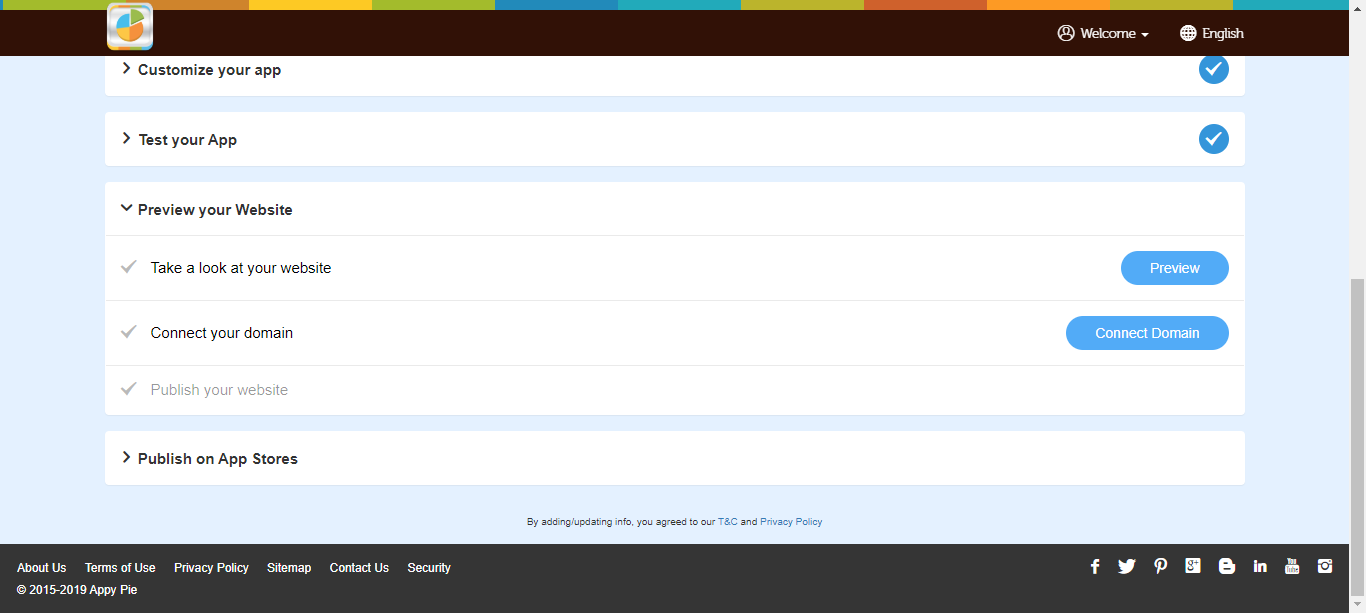 Welcome
English
Customize your app
Test your App
Preview your Website
Take a look at your website
Preview
Connect your domain
Connect Domain
Publish your website
Publish on App Stores
By adding/updating info, you agreed to our T&C and Privacy Policy
About Us Terms of Use Privacy Policy Sitemap Contact Us Security
© 2015-2019 Appy Pie